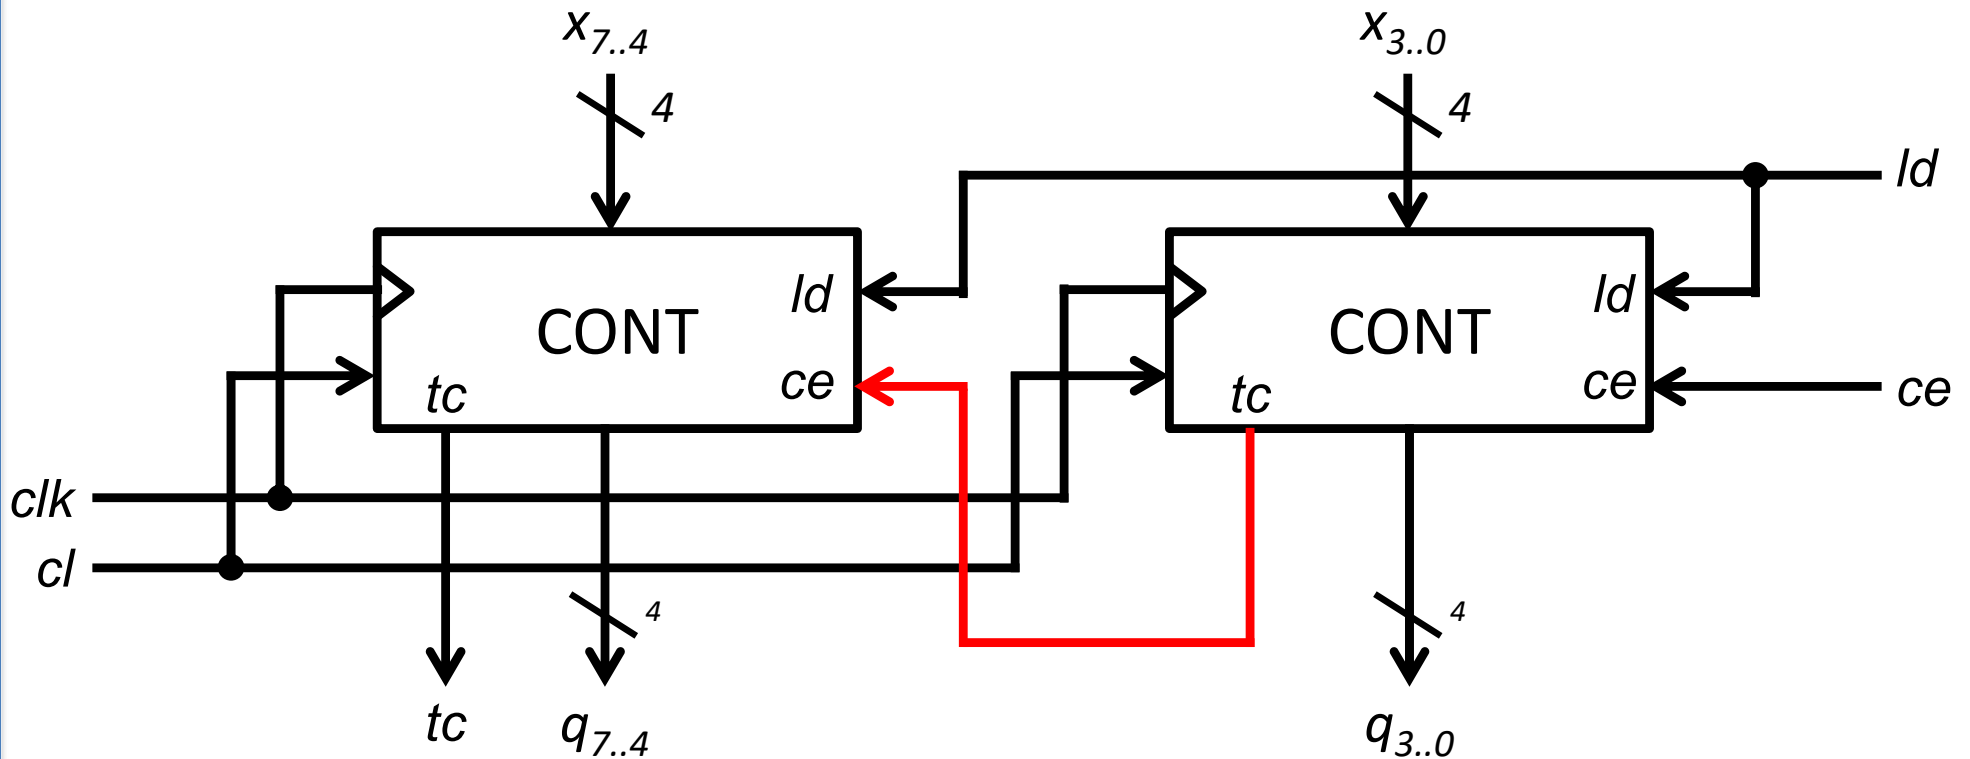 x7..4 x3..0
4 4
ld
ld ld
CONT CONT
ce ce ce
tc tc
clk
cl
4 4
tc q7..4 q3..0